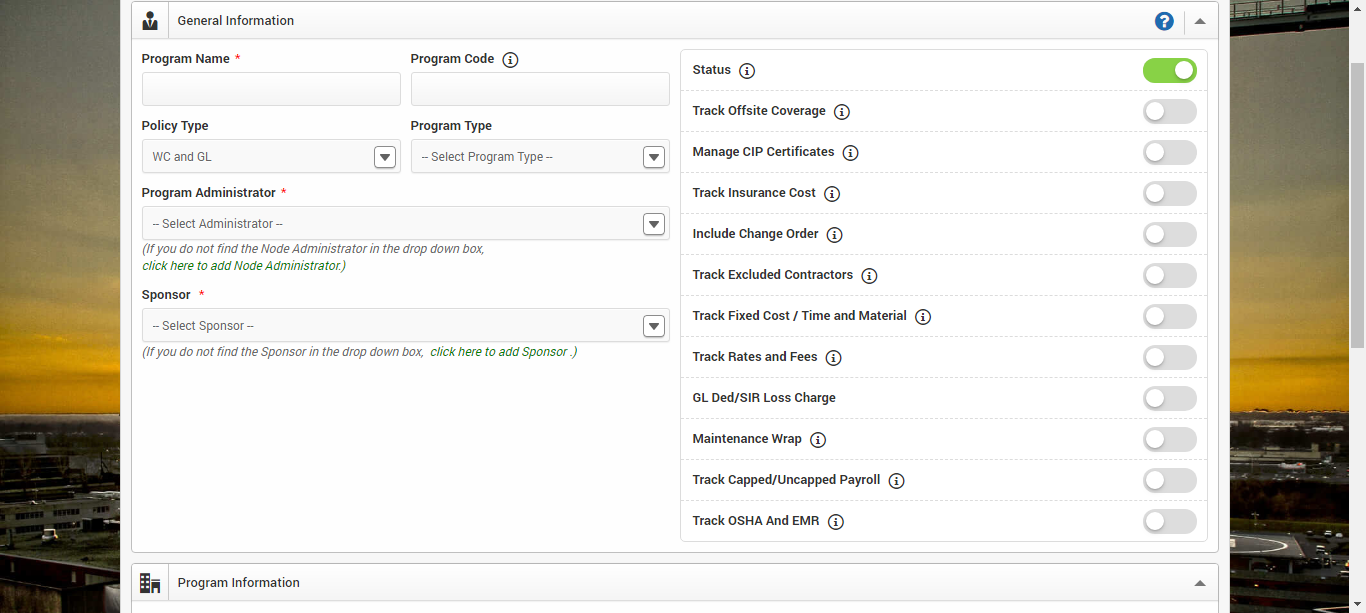 General Information
?
Program Name *
Program Code
Policy Type
WC and GL
Program Type
-- Select Program Type --
Program Administrator *
-- Select Administrator --
(If you do not find the Node Administrator in the drop down box,
click here to add Node Administrator.)
Sponsor *
-- Select Sponsor --
(If you do not find the Sponsor in the drop down box, click here to add Sponsor .)
Status
Track Offsite Coverage
Manage CIP Certificates
Track Insurance Cost
Include Change Order
Track Excluded Contractors
Track Fixed Cost / Time and Material
Track Rates and Fees
GL Ded/SIR Loss Charge
Maintenance Wrap
Track Capped/Uncapped Payroll
Track OSHA And EMR
Program Information